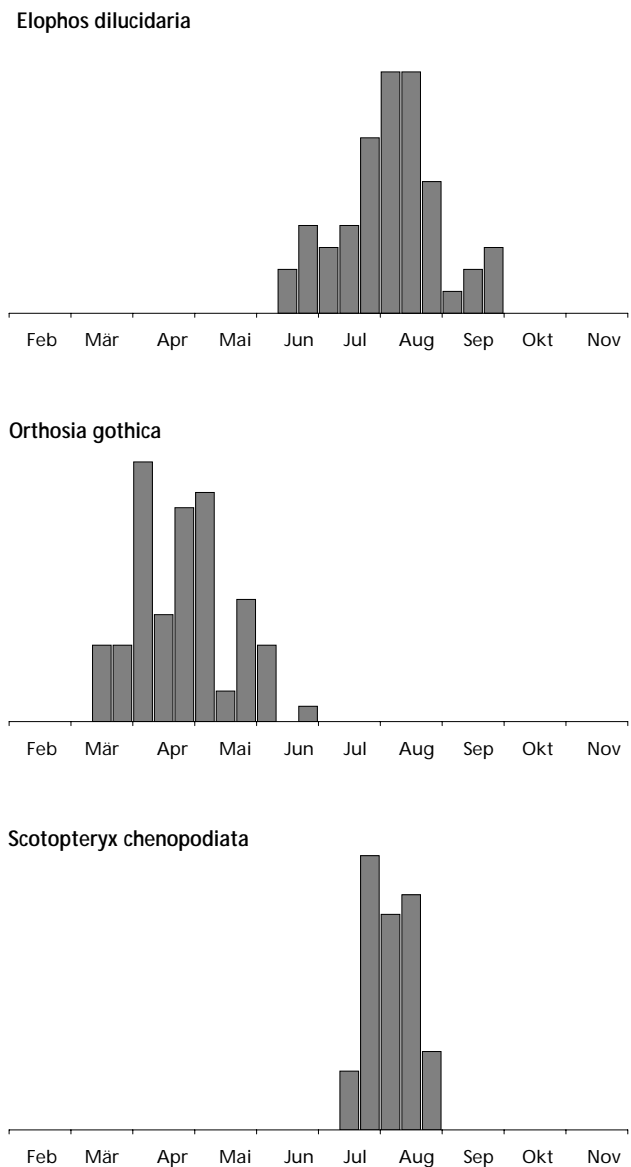 Elophos dilucidaria
Feb Mär Apr Mai Jun Jul Aug Sep Okt Nov
Orthosia gothica
Feb Mär Apr Mai Jun Jul Aug Sep Okt Nov
Scotopteryx chenopodiata
Feb Mär Apr Mai Jun Jul Aug Sep Okt Nov